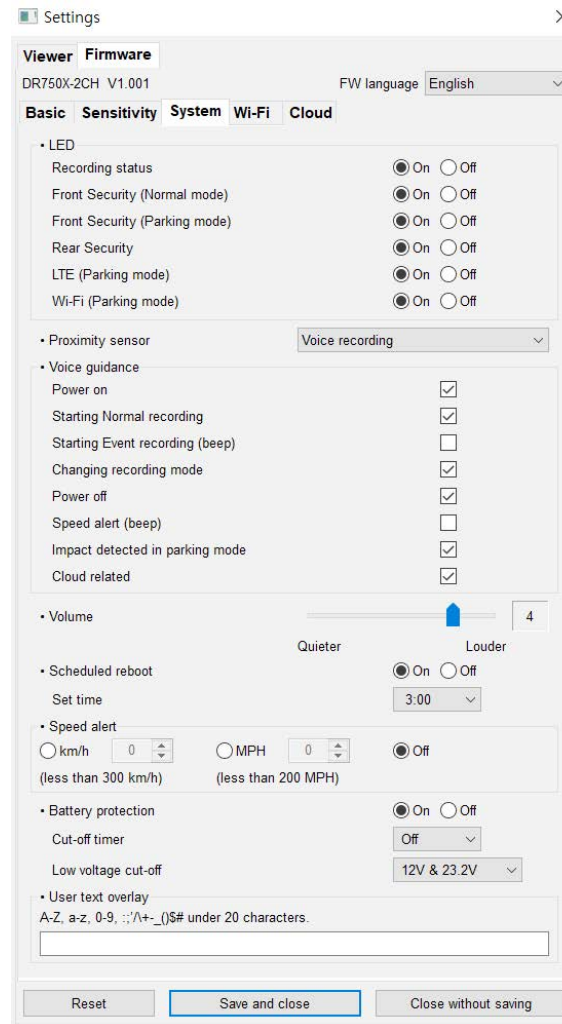 Settings
Viewer Firmware
DR750X-2CH V1.001 FW language English
Basic Sensitivity System Wi-Fi Cloud
• LED
Recording status On Off
Front Security (Normal mode) On Off
Front Security (Parking mode) On Off
Rear Security On Off
LTE (Parking mode) On Off
Wi-Fi (Parking mode) On Off
• Proximity sensor Voice recording
• Voice guidance
Power on
Starting Normal recording
Starting Event recording (beep)
Changing recording mode
Power off
Speed alert (beep)
Impact detected in parking mode
Cloud related
• Volume 4
Quieter Louder
• Scheduled reboot On Off
Set time 3:00
• Speed alert
km/h 0 MPH 0 Off
(less than 300 km/h) (less than 200 MPH)
• Battery protection On Off
Cut-off timer Off
Low voltage cut-off 12V & 23.2V
• User text overlay
A-Z, a-z, 0-9, :;'/\+-_()$# under 20 characters.
Reset Save and close Close without saving